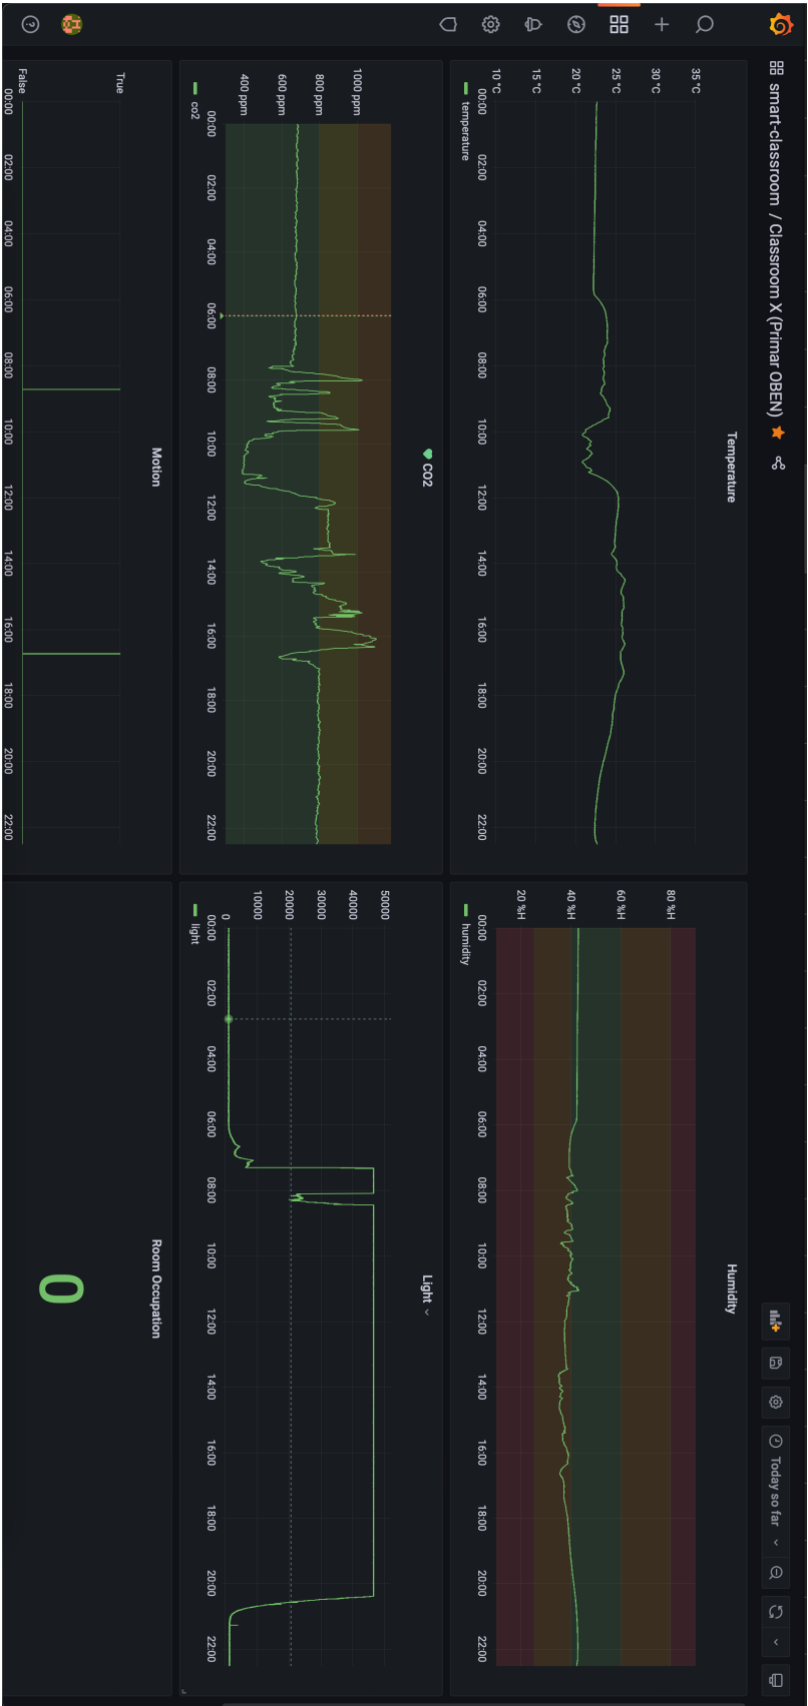 smart-classroom / Classroom X (Primar OBEN)
Today so far
Temperature
35 °C
30 °C
25 °C
20 °C
15 °C
10 °C
00:00 02:00 04:00 06:00 08:00 10:00 12:00 14:00 16:00 18:00 20:00 22:00
temperature
Humidity
80 %H
60 %H
40 %H
20 %H
00:00 02:00 04:00 06:00 08:00 10:00 12:00 14:00 16:00 18:00 20:00 22:00
humidity
CO2
1000 ppm
800 ppm
600 ppm
400 ppm
00:00 02:00 04:00 06:00 08:00 10:00 12:00 14:00 16:00 18:00 20:00 22:00
co2
Light
50000
40000
30000
20000
10000
0
00:00 02:00 04:00 06:00 08:00 10:00 12:00 14:00 16:00 18:00 20:00 22:00
light
Motion
True
False
00:00 02:00 04:00 06:00 08:00 10:00 12:00 14:00 16:00 18:00 20:00 22:00
Room Occupation
0